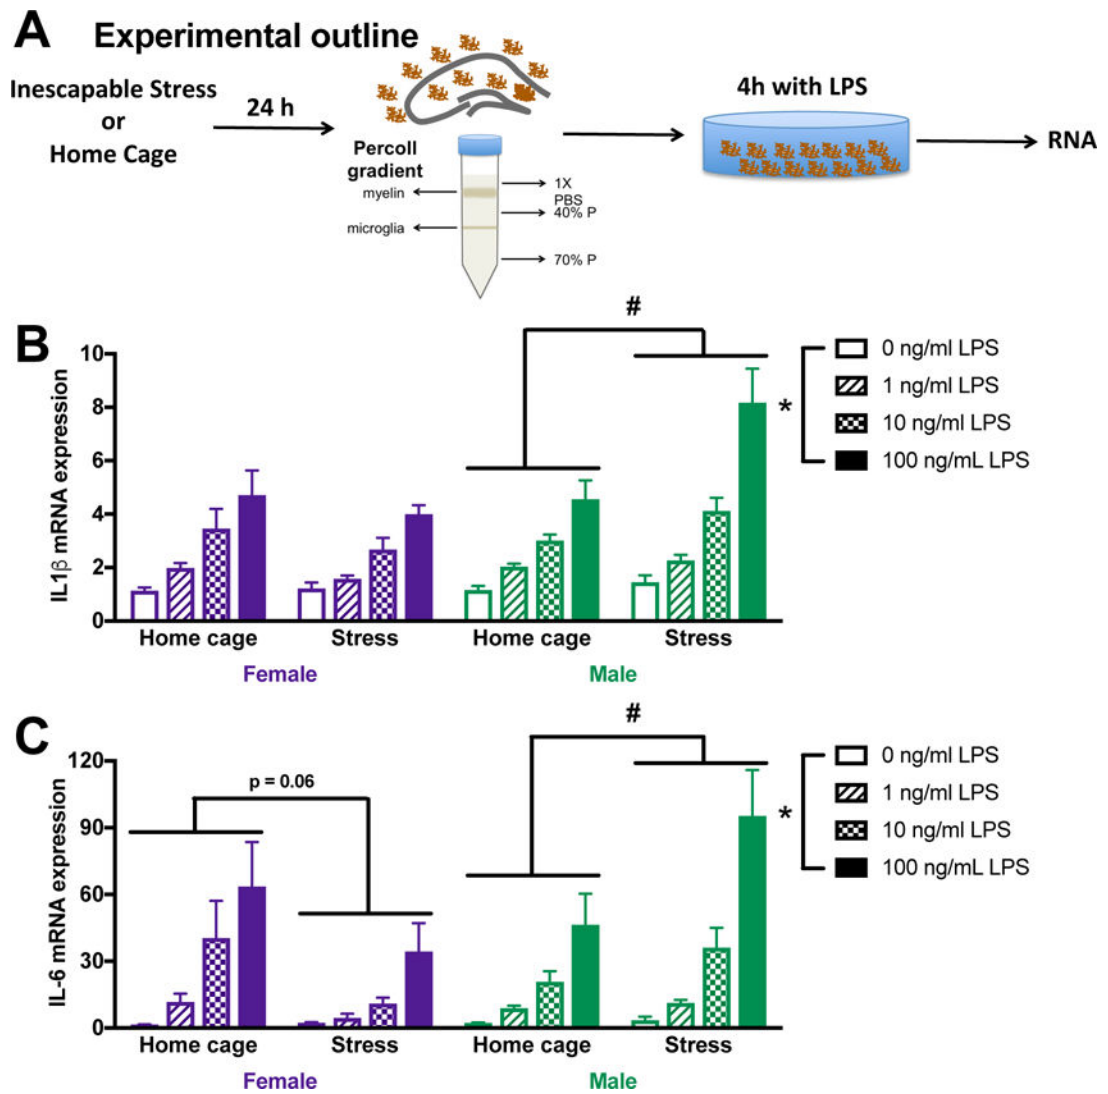 A
Experimental outline
Inescapable Stress
or
Home Cage
24 h
Percoll
gradient
myelin
microglia
1X
PBS
40% P
70% P
4h with LPS
RNA
B
#
IL1β mRNA expression
10
8
6
4
2
0
*
0 ng/ml LPS
1 ng/ml LPS
10 ng/ml LPS
100 ng/mL LPS
Home cage
Stress
Home cage
Stress
Female
Male
C
#
p = 0.06
IL-6 mRNA expression
120
90
60
30
0
*
0 ng/ml LPS
1 ng/ml LPS
10 ng/ml LPS
100 ng/mL LPS
Home cage
Stress
Home cage
Stress
Female
Male